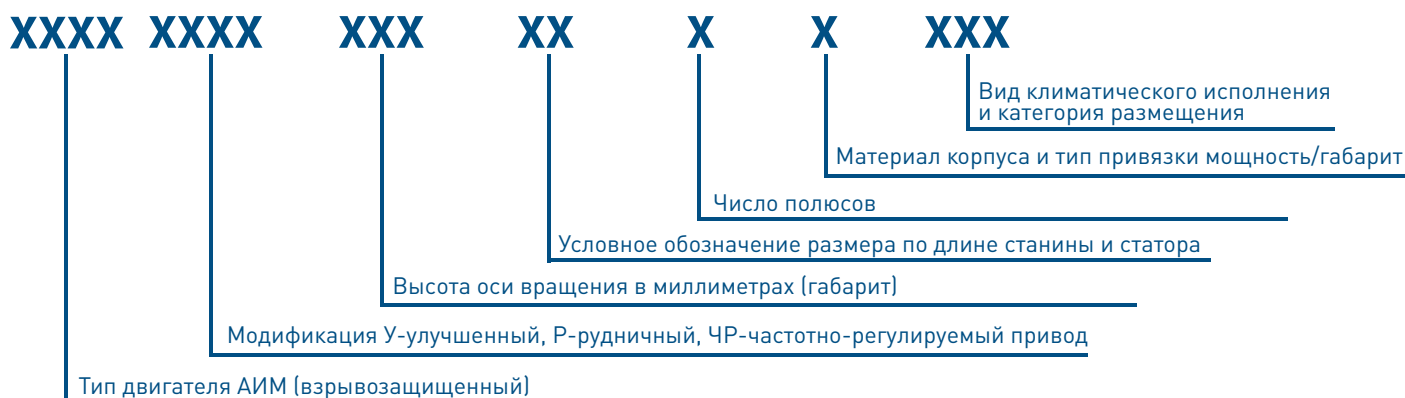 XXXX XXXX XXX XX X X XXX
Вид климатического исполнения
и категория размещения
Материал корпуса и тип привязки мощность/габарит
Число полюсов
Условное обозначение размера по длине станины и статора
Высота оси вращения в миллиметрах (габарит)
Модификация У-улучшенный, Р-рудничный, ЧР-частотно-регулируемый привод
Тип двигателя АИМ (взрывозащищенный)